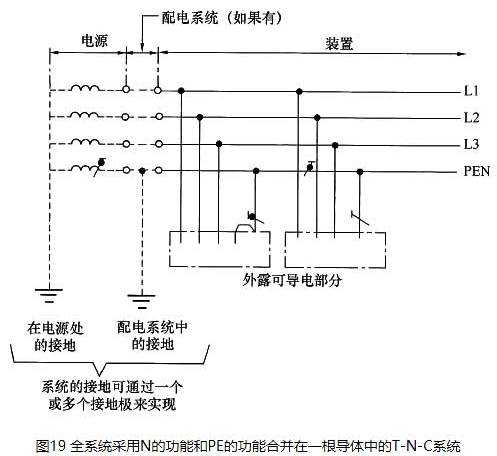 配电系统（如果有）
电源
装置
L1
L2
L3
PEN
外露可导电部分
在电源处
的接地
配电系统中
的接地
系统的接地可通过一个
或多个接地极来实现
图19 全系统采用N的功能和PE的功能合并在一根导体中的T-N-C系统